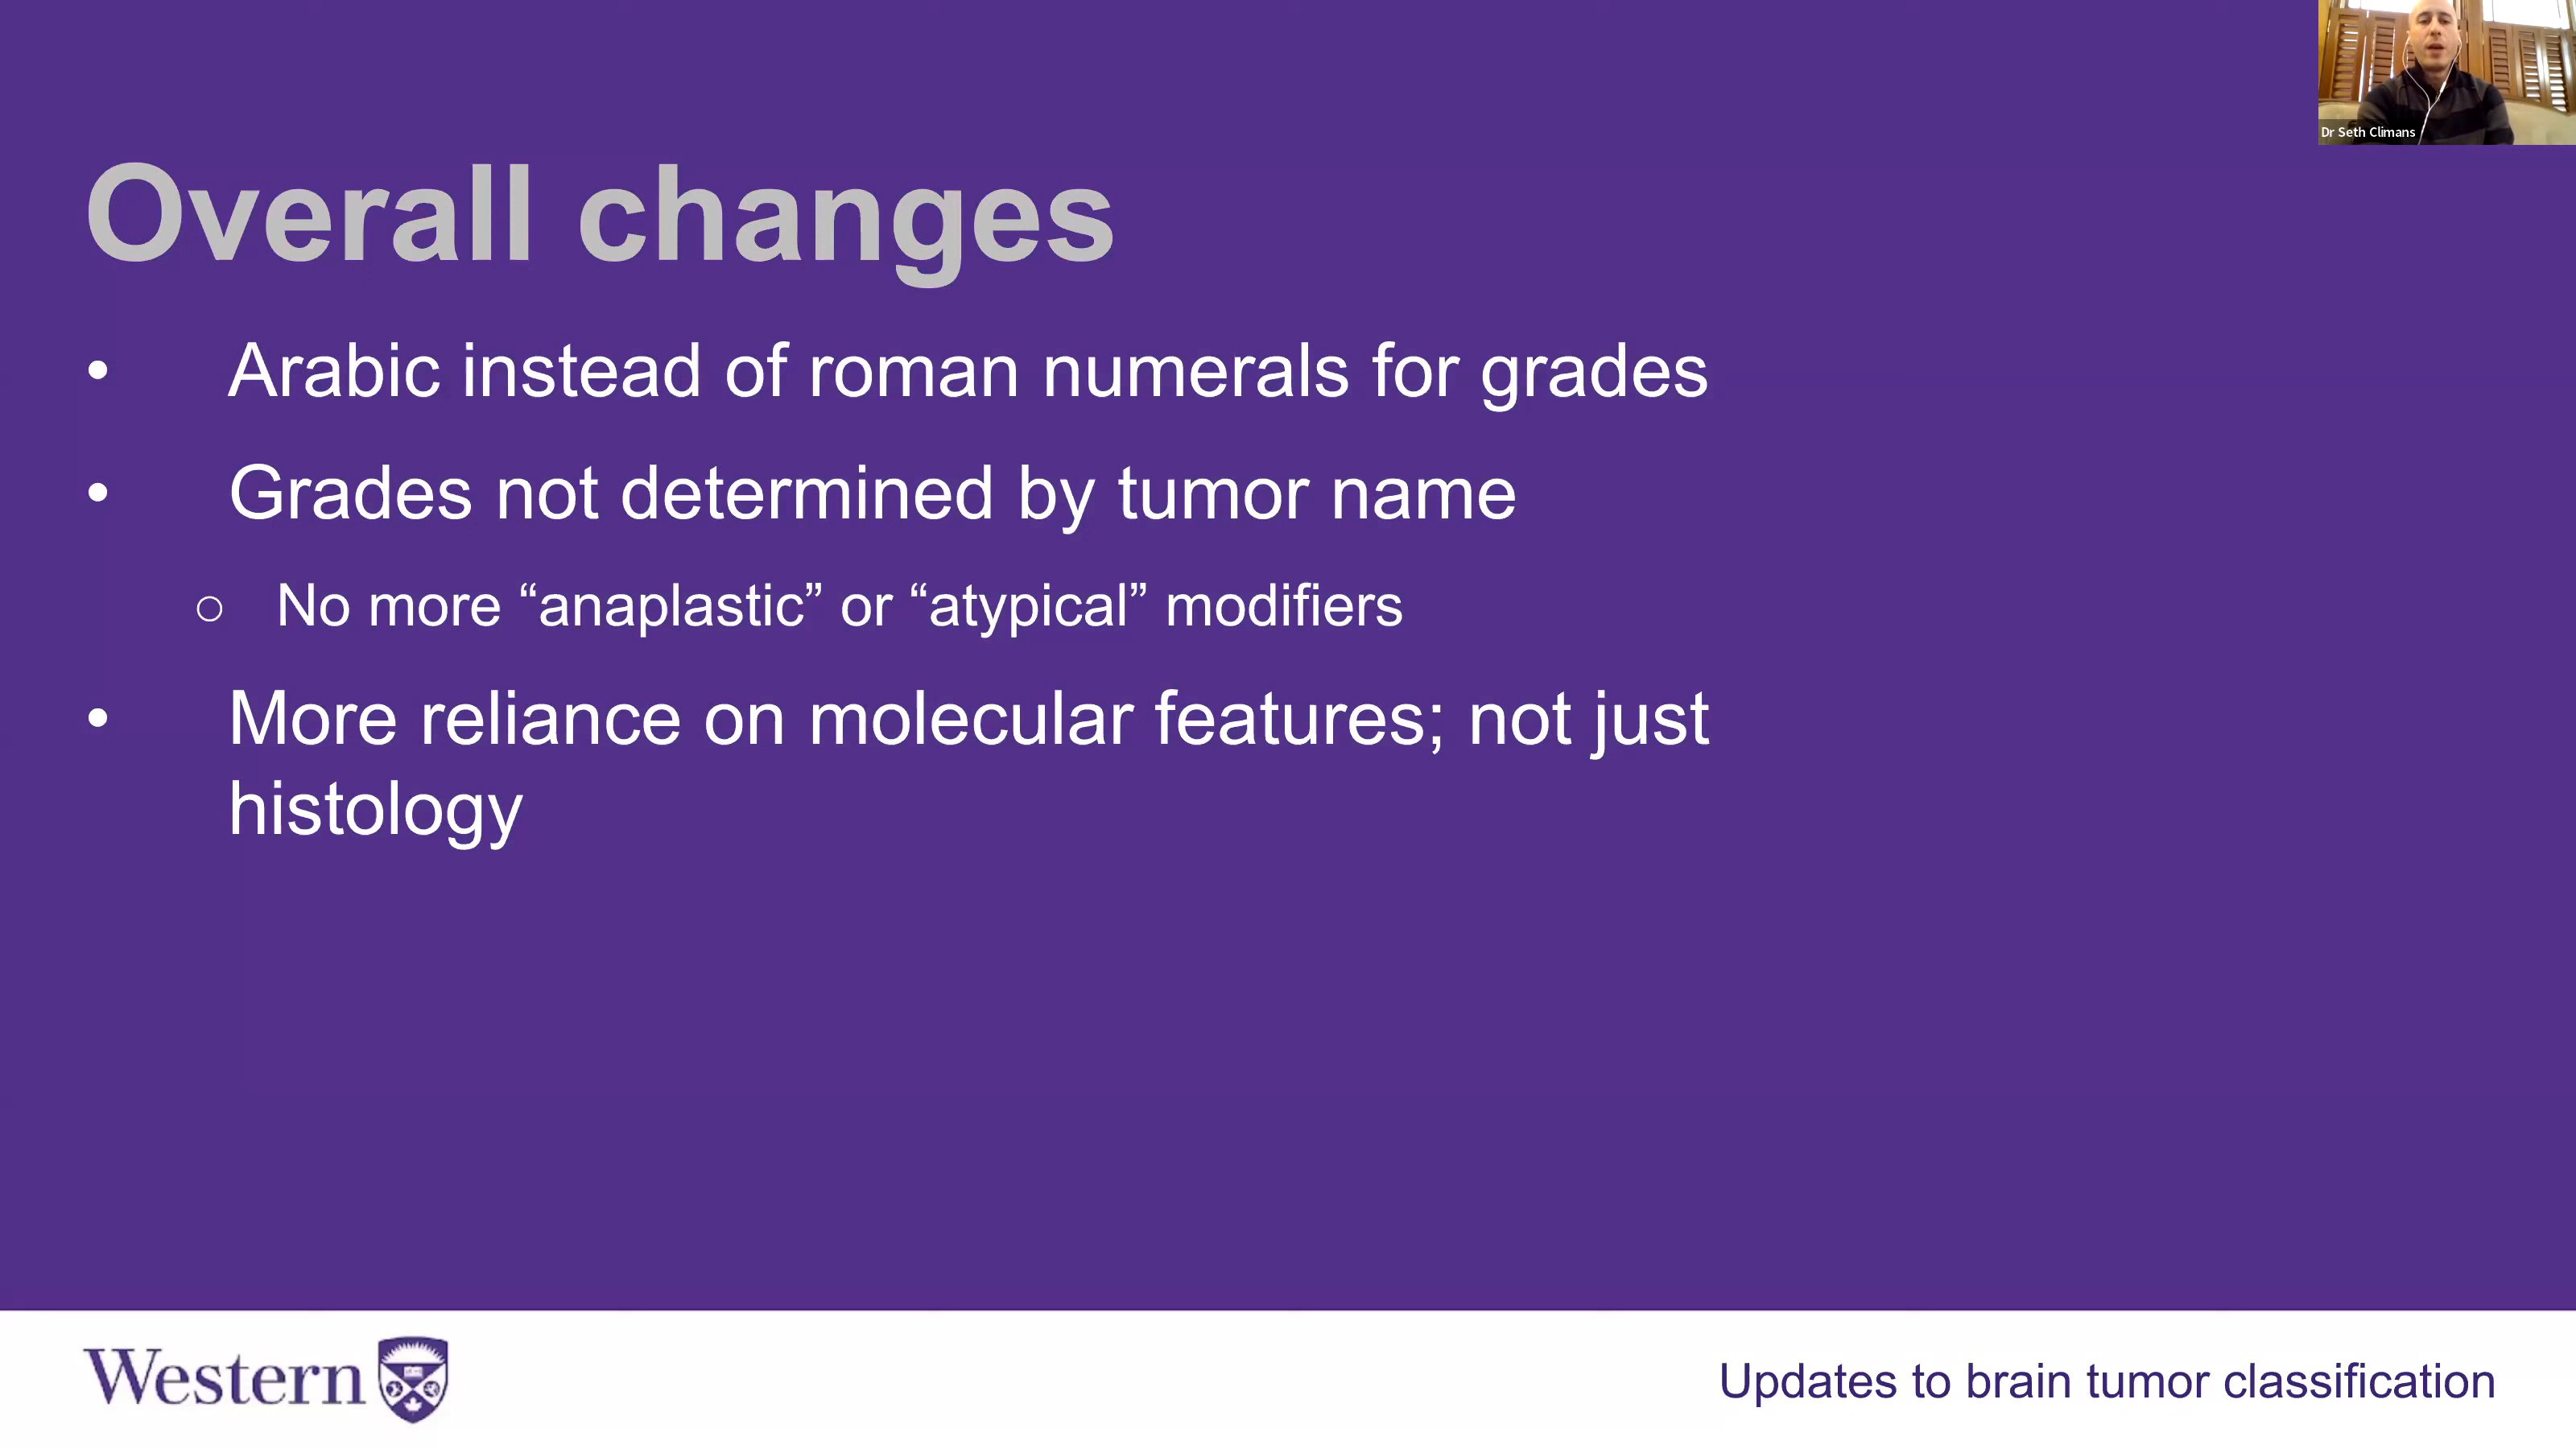 Dr Seth Climans
Overall changes
• Arabic instead of roman numerals for grades
• Grades not determined by tumor name
○ No more “anaplastic” or “atypical” modifiers
• More reliance on molecular features; not just
histology
Western
Updates to brain tumor classification